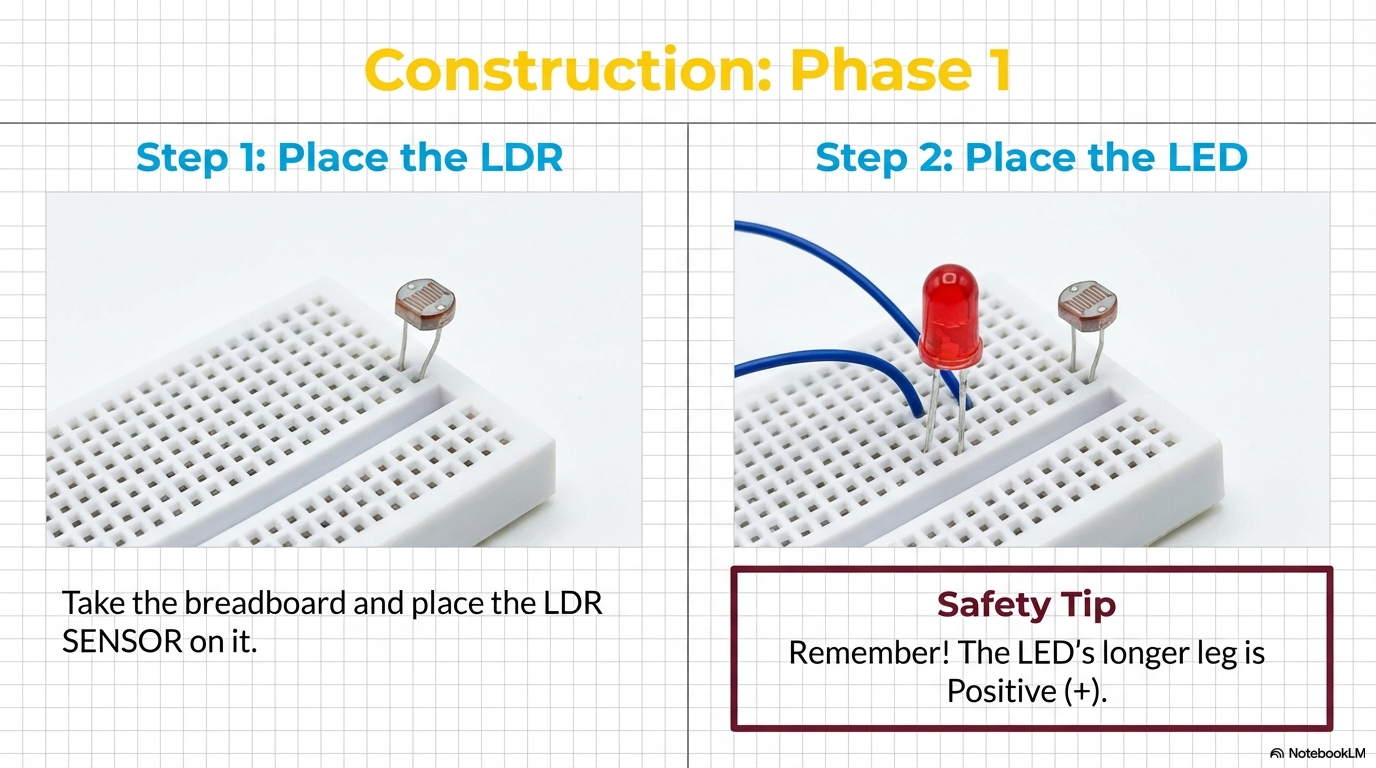 Construction: Phase 1
Step 1: Place the LDR
Take the breadboard and place the LDR
SENSOR on it.
Step 2: Place the LED
Safety Tip
Remember! The LED's longer leg is
Positive (+).
NotebookLM